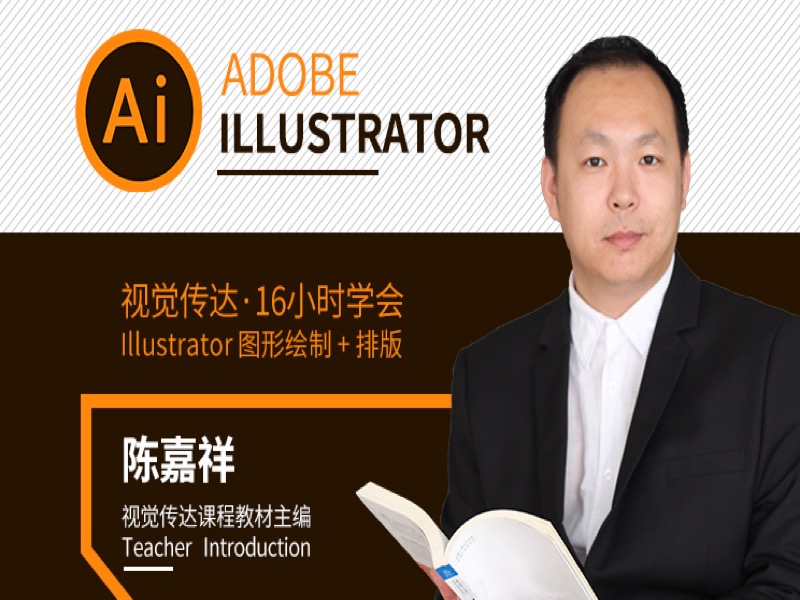 Ai
ADOBE
ILLUSTRATOR
视觉传达·16小时学会
Illustrator 图形绘制 + 排版
陈嘉祥
视觉传达课程教材主编
Teacher Introduction